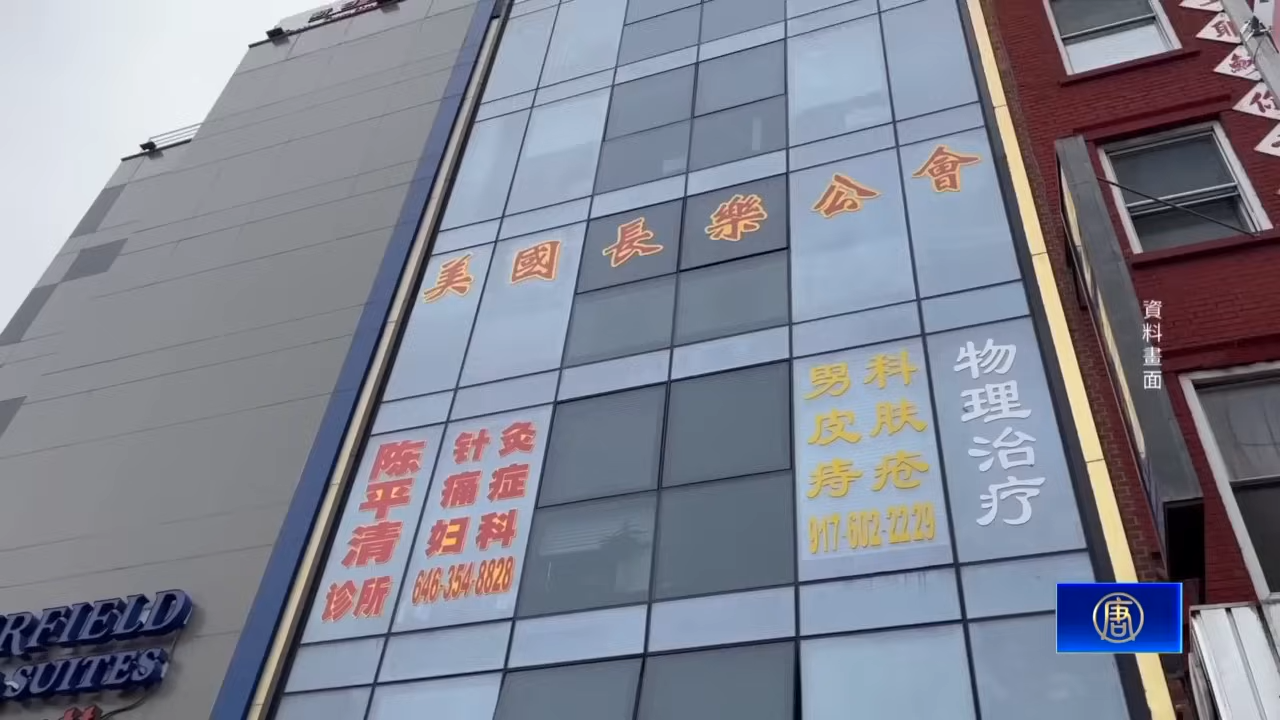 美國長樂公會
陈平清
诊所
针灸
痛症
妇科
646-354-8828
男科
皮肤
痔疮
917-602-2229
物理治疗
RFIELD
SUITES
資料畫面
唐